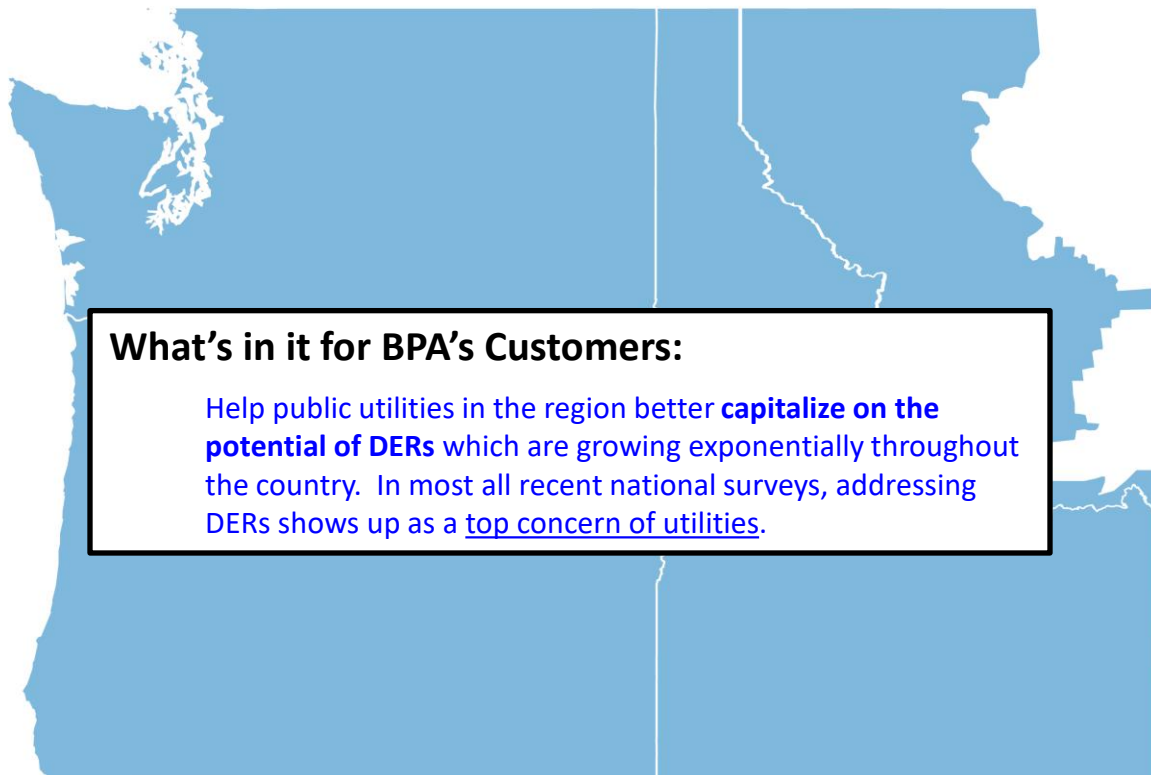 What’s in it for BPA’s Customers:
Help public utilities in the region better capitalize on the
potential of DERs which are growing exponentially throughout
the country.  In most all recent national surveys, addressing
DERs shows up as a top concern of utilities.